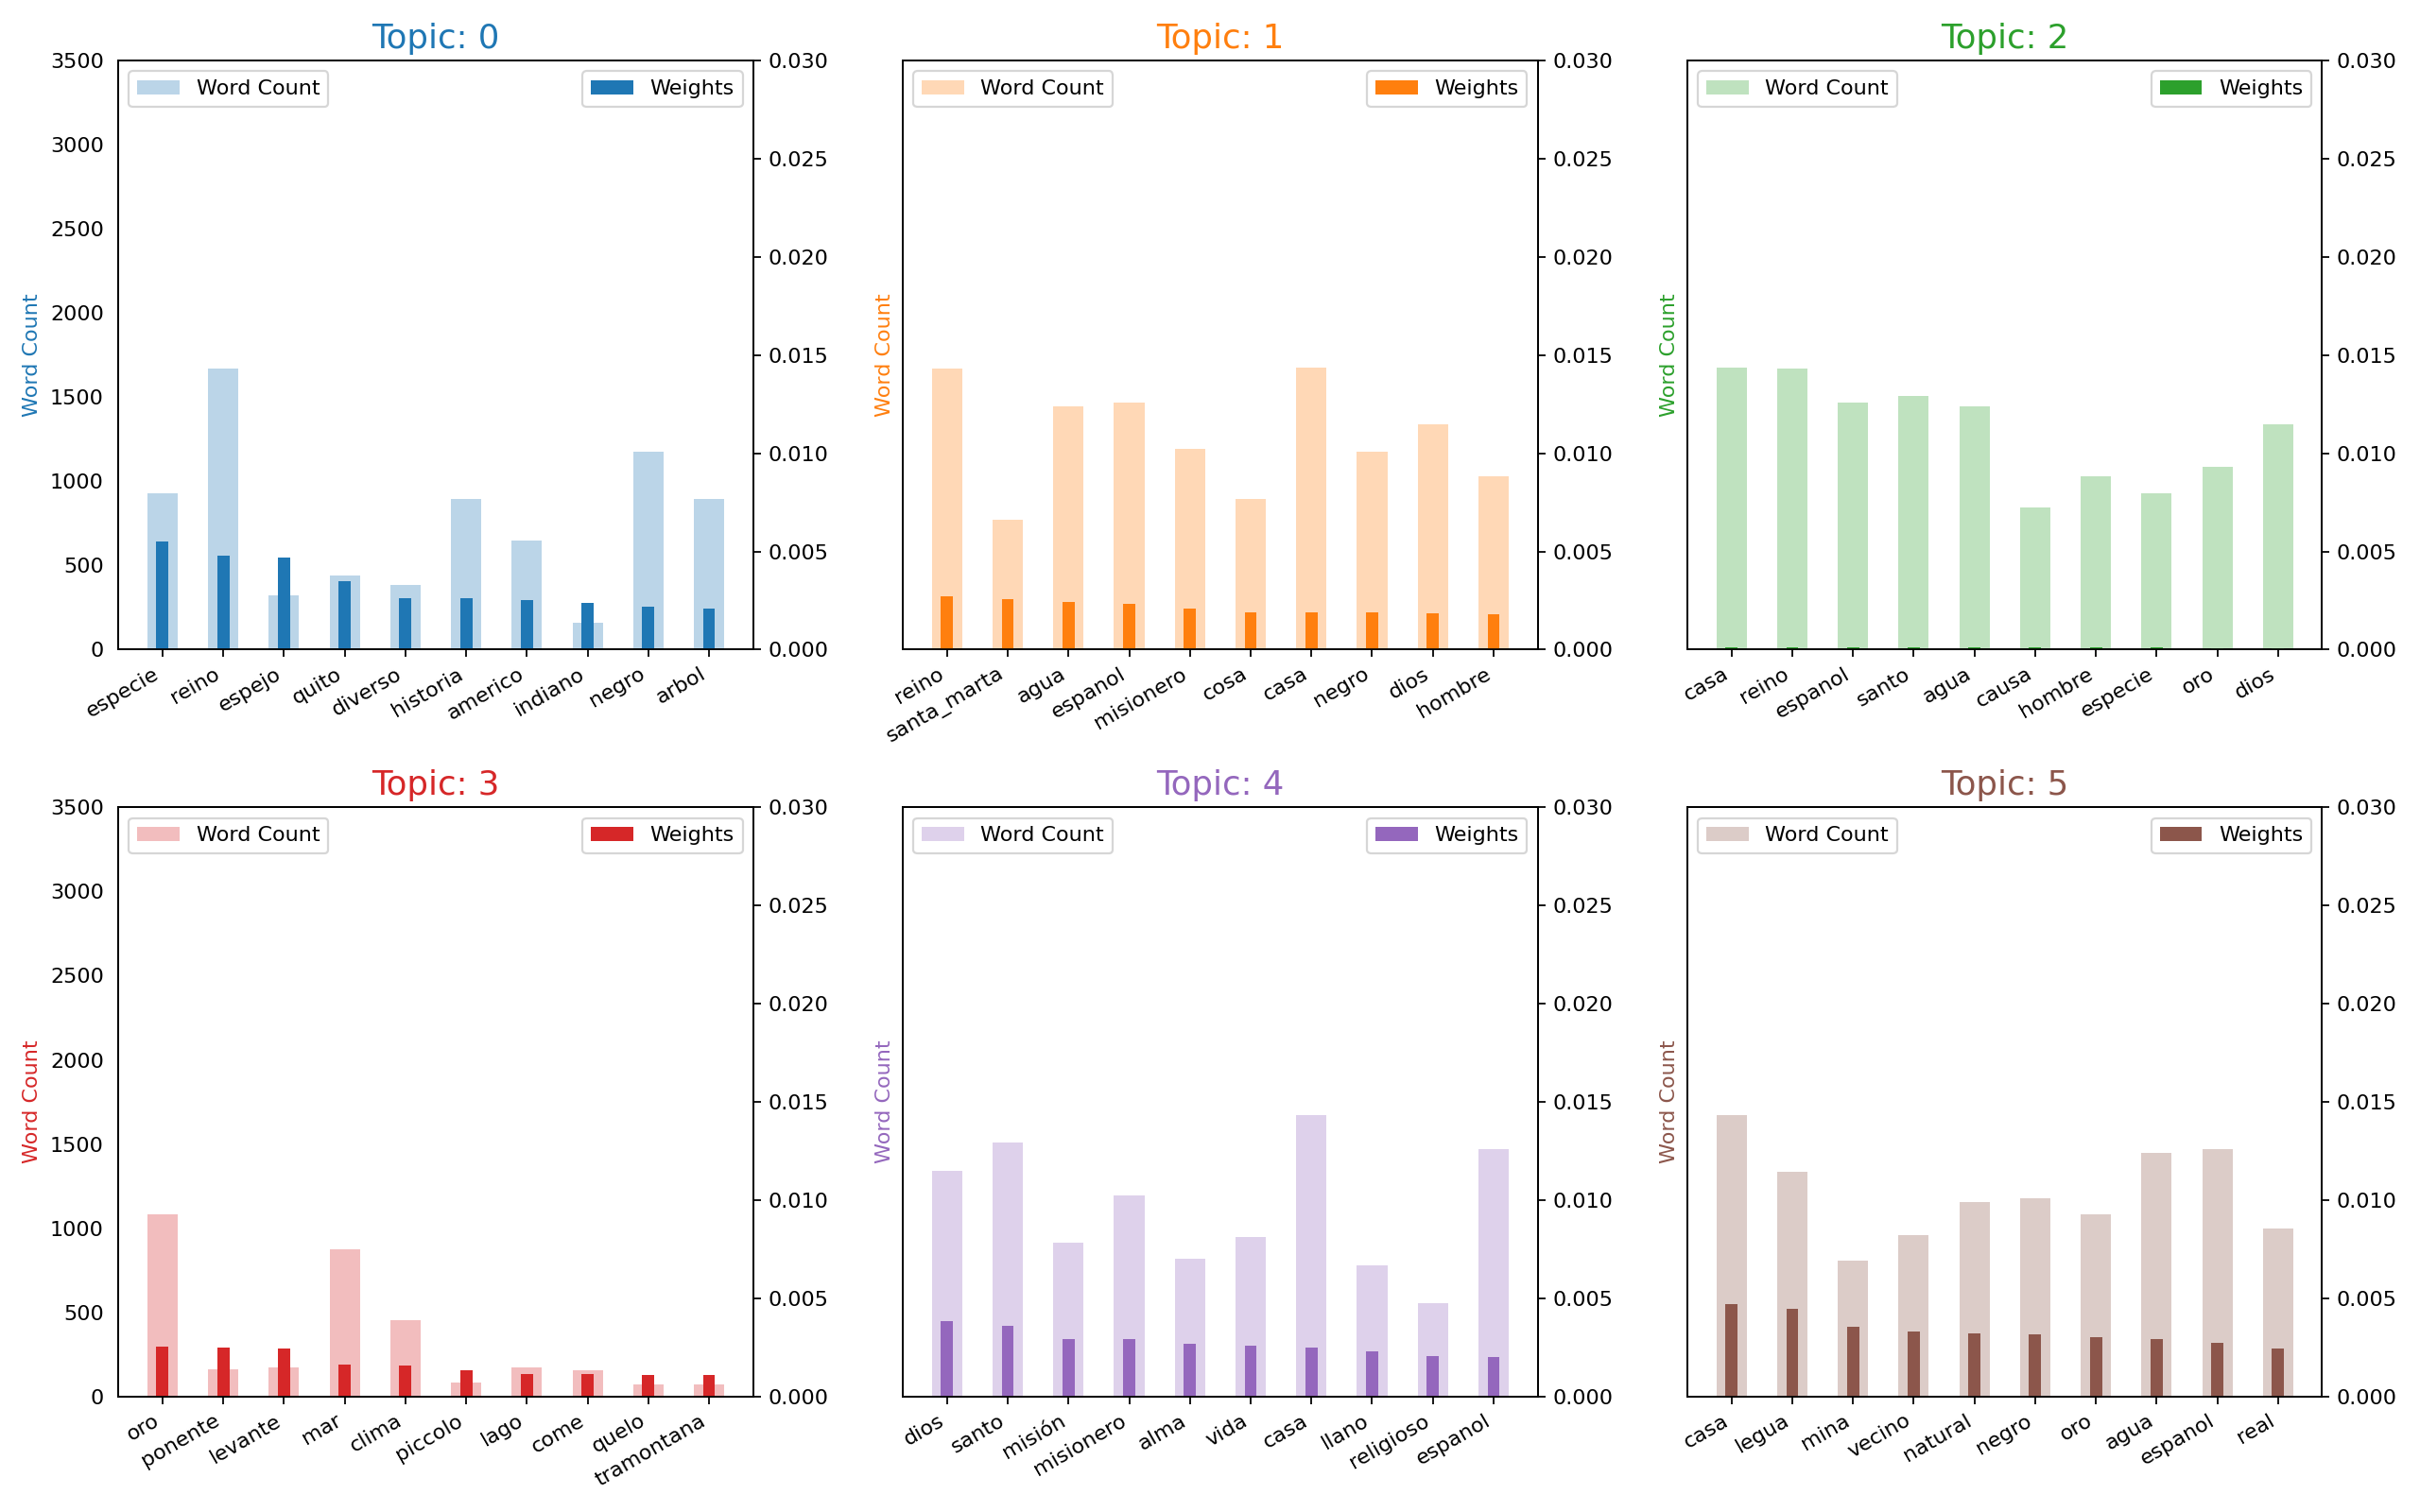 Topic: 0
Word Count
Weights
3500
3000
2500
2000
1500
1000
500
0
Word Count
0.030
0.025
0.020
0.015
0.010
0.005
0.000
especie
reino
espejo
quito
diverso
historia
americo
indiano
negro
arbol
Topic: 1
Word Count
Weights
Word Count
0.030
0.025
0.020
0.015
0.010
0.005
0.000
reino
santa_marta
agua
espanol
misionero
cosa
casa
negro
dios
hombre
Topic: 2
Word Count
Weights
Word Count
0.030
0.025
0.020
0.015
0.010
0.005
0.000
casa
reino
espanol
santo
agua
causa
hombre
especie
oro
dios
Topic: 3
Word Count
Weights
3500
3000
2500
2000
1500
1000
500
0
Word Count
0.030
0.025
0.020
0.015
0.010
0.005
0.000
oro
ponente
levante
mar
clima
piccolo
lago
come
quelo
tramontana
Topic: 4
Word Count
Weights
Word Count
0.030
0.025
0.020
0.015
0.010
0.005
0.000
dios
santo
misión
misionero
alma
vida
casa
llano
religioso
espanol
Topic: 5
Word Count
Weights
Word Count
0.030
0.025
0.020
0.015
0.010
0.005
0.000
casa
legua
mina
vecino
natural
negro
oro
agua
espanol
real